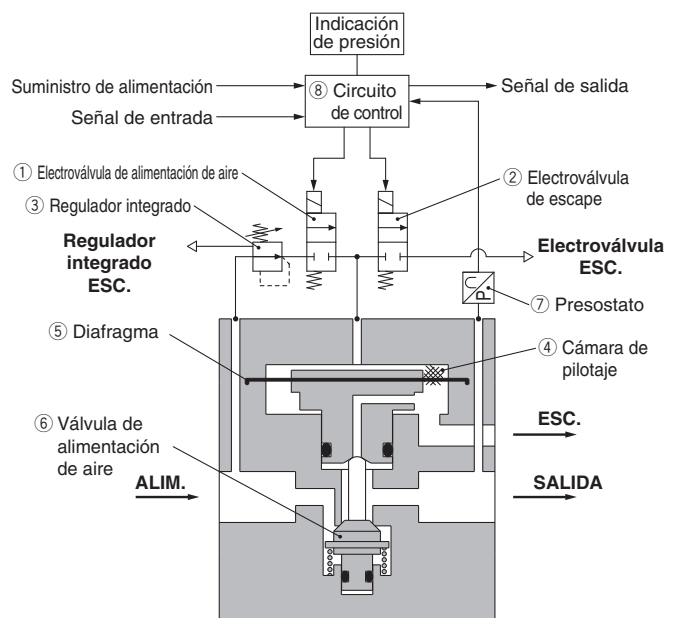 Indicación
de presión
Suministro de alimentación
⑧ Circuito
de control
Señal de salida
Señal de entrada
① Electroválvula de alimentación de aire
② Electroválvula
de escape
③ Regulador integrado
Regulador
integrado
ESC.
Electroválvula
ESC.
P
⑦ Presostato
⑤ Diafragma
④ Cámara de
pilotaje
⑥ Válvula de
alimentación
de aire
ESC.
ALIM.
SALIDA